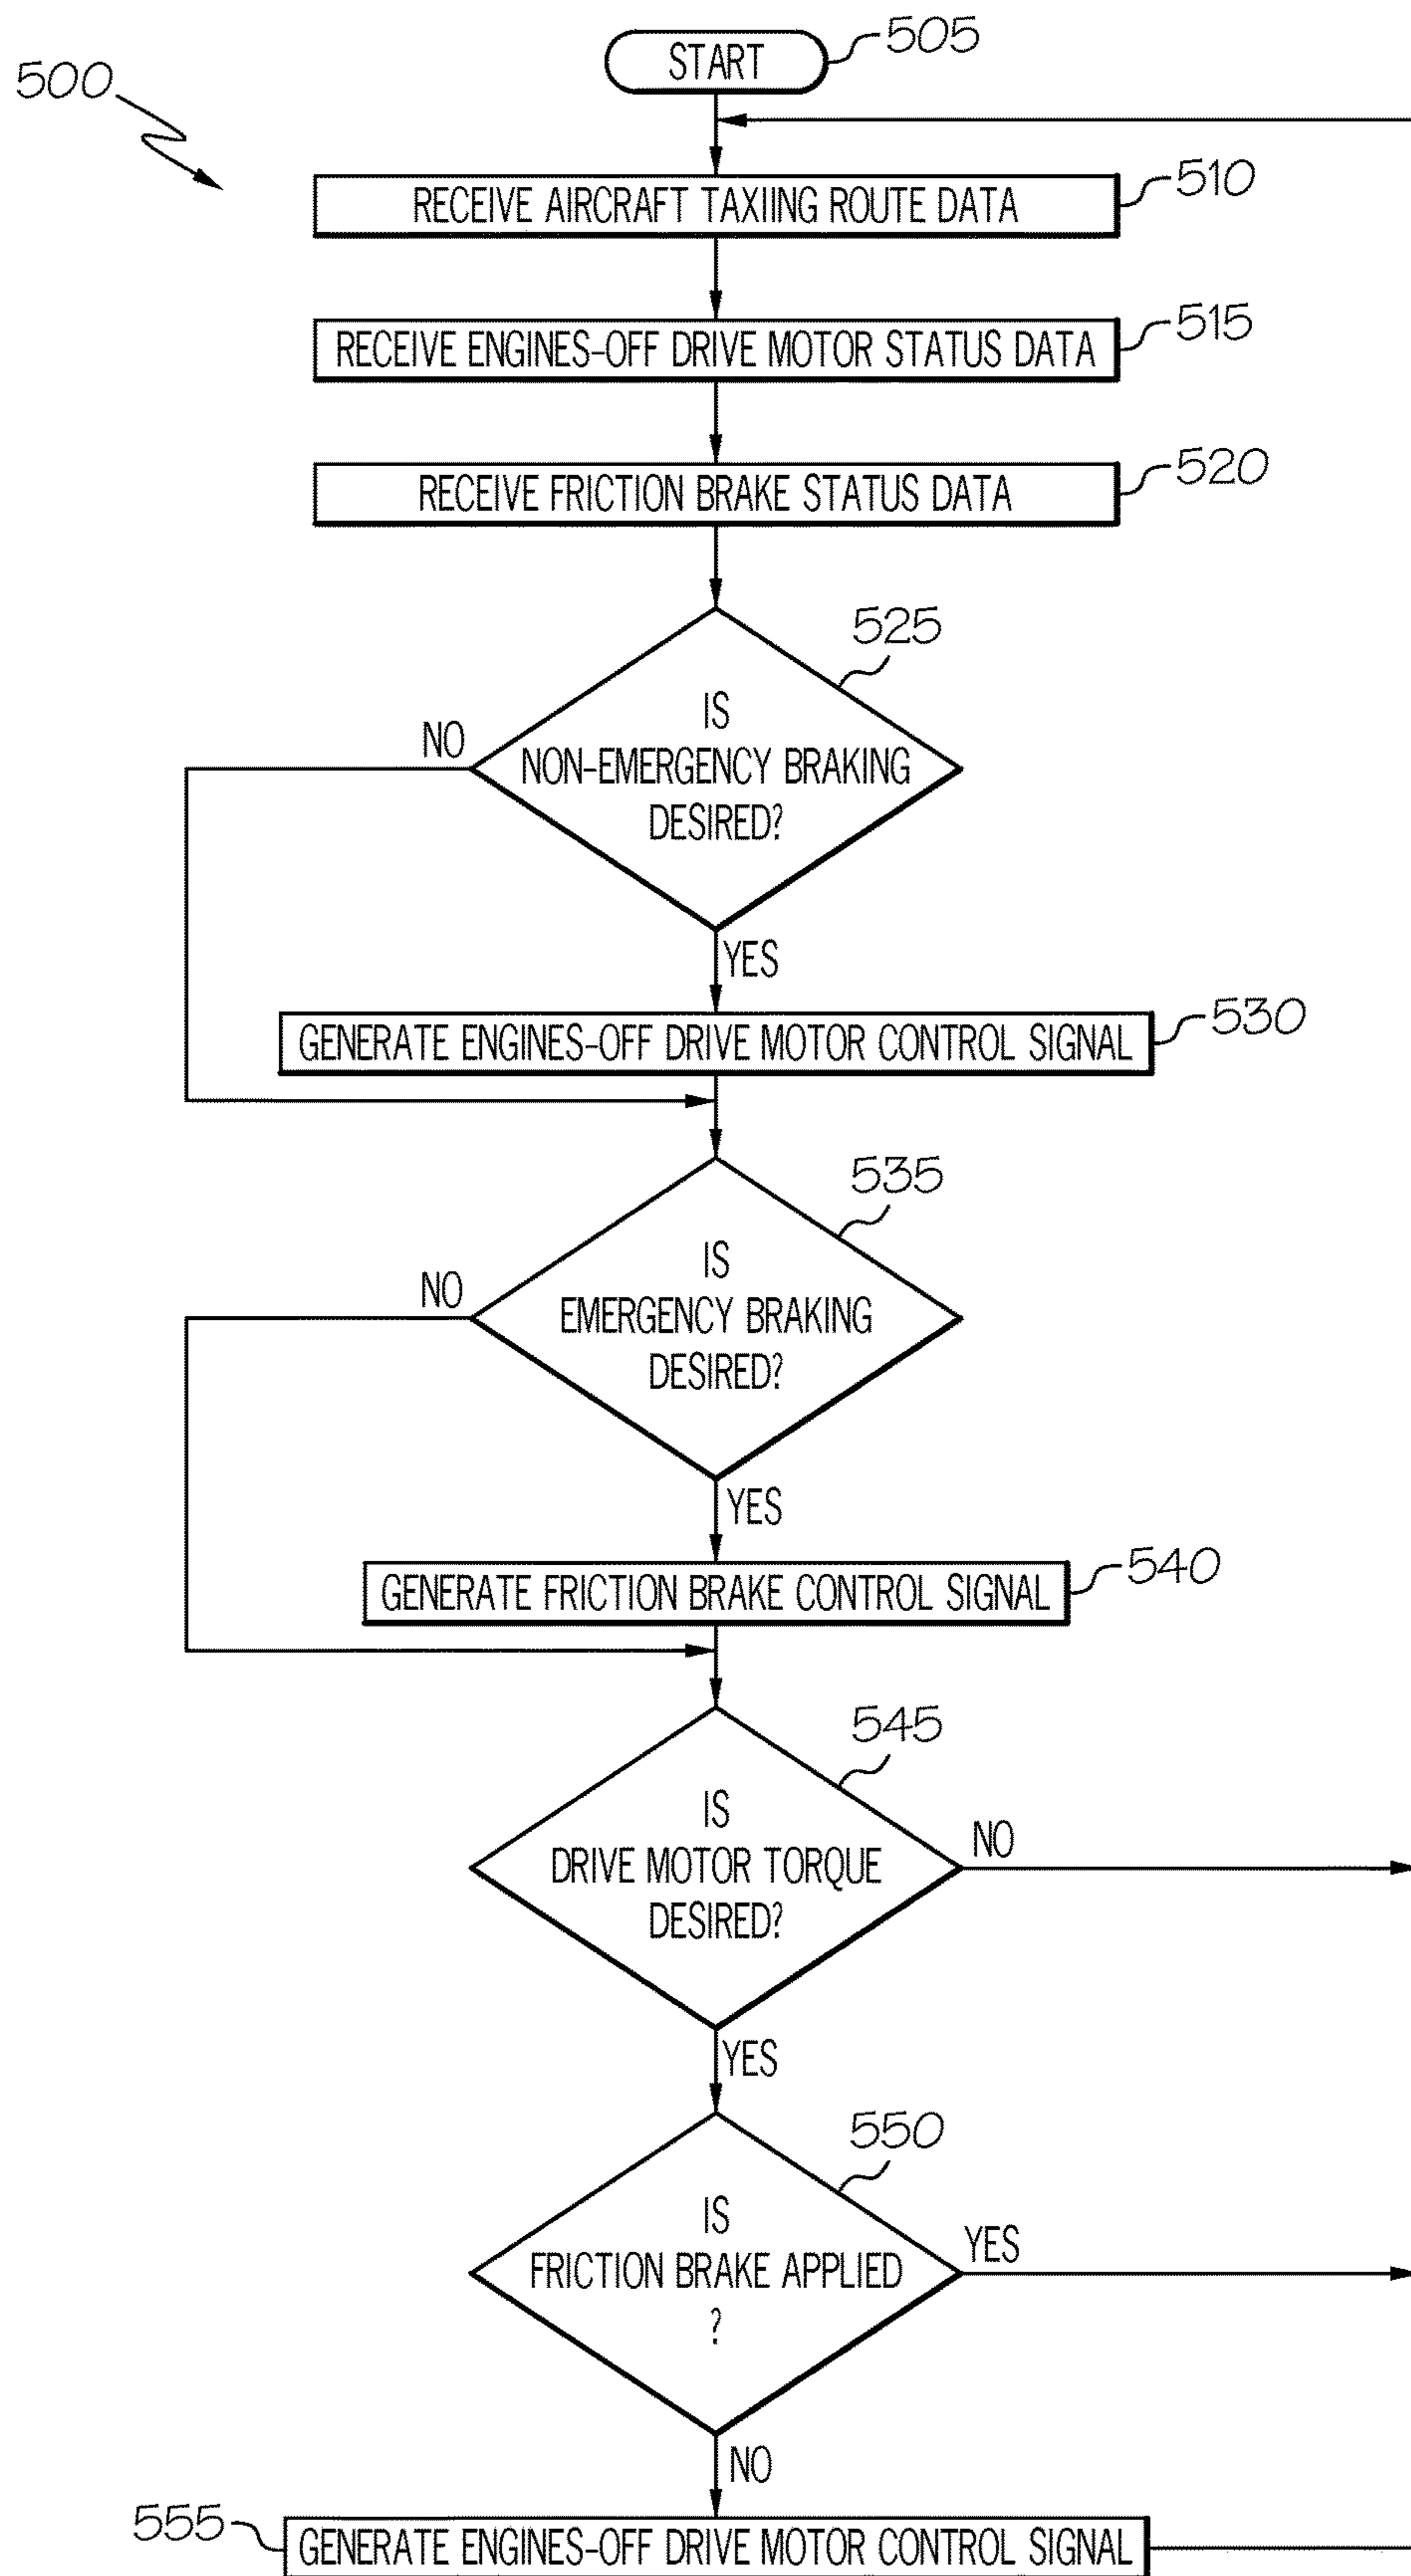 500
START
505
RECEIVE AIRCRAFT TAXIING ROUTE DATA
510
RECEIVE ENGINES-OFF DRIVE MOTOR STATUS DATA
515
RECEIVE FRICTION BRAKE STATUS DATA
520
525
IS
NON-EMERGENCY BRAKING
DESIRED?
NO
YES
GENERATE ENGINES-OFF DRIVE MOTOR CONTROL SIGNAL
530
535
IS
EMERGENCY BRAKING
DESIRED?
NO
YES
GENERATE FRICTION BRAKE CONTROL SIGNAL
540
545
IS
DRIVE MOTOR TORQUE
DESIRED?
NO
YES
550
IS
FRICTION BRAKE APPLIED
?
YES
NO
555
GENERATE ENGINES-OFF DRIVE MOTOR CONTROL SIGNAL